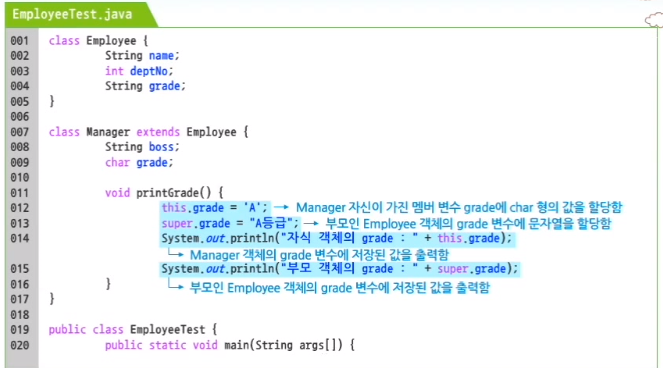 EmployeeTest.java
001 class Employee {
002 String name;
003 int deptNo;
004 String grade;
005 }
006
007 class Manager extends Employee {
008 String boss;
009 char grade;
010
011 void printGrade() {
012 this.grade = 'A'; → Manager 자신이 가진 멤버 변수 grade에 char 형의 값을 할당함
013 super.grade = "A등급"; → 부모인 Employee 객체의 grade 변수에 문자열을 할당함
014 System.out.println("자식 객체의 grade : " + this.grade);
→ Manager 객체의 grade 변수에 저장된 값을 출력함
015 System.out.println("부모 객체의 grade : " + super.grade);
016 }
→ 부모인 Employee 객체의 grade 변수에 저장된 값을 출력함
017 }
018
019 public class EmployeeTest {
020 public static void main(String args[]) {